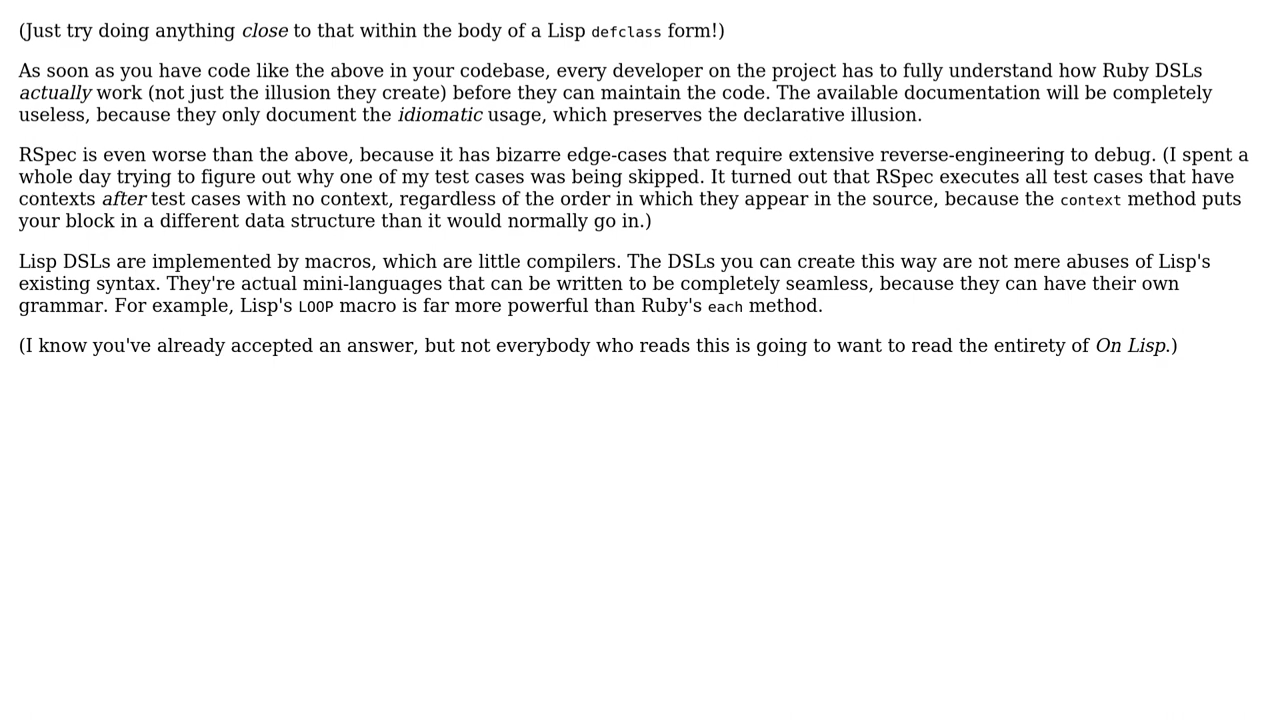 (Just try doing anything close to that within the body of a Lisp defclass form!)
As soon as you have code like the above in your codebase, every developer on the project has to fully understand how Ruby DSLs
actually work (not just the illusion they create) before they can maintain the code. The available documentation will be completely
useless, because they only document the idiomatic usage, which preserves the declarative illusion.
RSpec is even worse than the above, because it has bizarre edge-cases that require extensive reverse-engineering to debug. (I spent a
whole day trying to figure out why one of my test cases was being skipped. It turned out that RSpec executes all test cases that have
contexts after test cases with no context, regardless of the order in which they appear in the source, because the context method puts
your block in a different data structure than it would normally go in.)
Lisp DSLs are implemented by macros, which are little compilers. The DSLs you can create this way are not mere abuses of Lisp's
existing syntax. They're actual mini-languages that can be written to be completely seamless, because they can have their own
grammar. For example, Lisp's LOOP macro is far more powerful than Ruby's each method.
(I know you've already accepted an answer, but not everybody who reads this is going to want to read the entirety of On Lisp.)